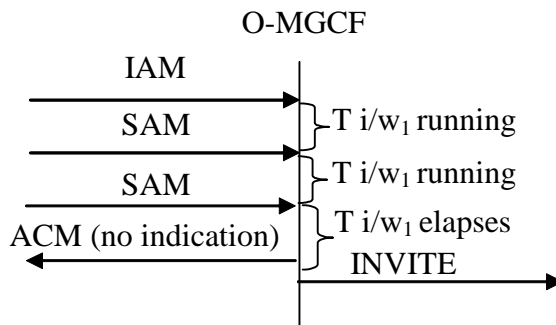 O-MGCF
IAM
T i/w₁ running
SAM
T i/w₁ running
SAM
T i/w₁ elapses
ACM (no indication)
INVITE